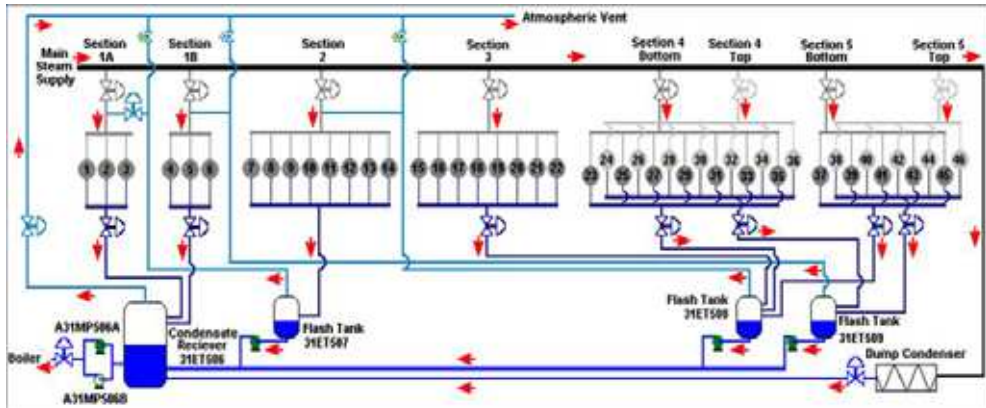 Atmospheric Vent
Main
Steam
Supply
Section
1A
Section
1B
Section
2
Section
3
Section 4
Bottom
Section 4
Top
Section 5
Bottom
Section 5
Top
1 2 3
4 5 6
7 8 9 10 11 12 13 14
15 16 17 18 19 20 21 22
24 26 28 30 32 34 36
23 25 27 29 31 33 35
38 40 42 44 46
37 39 41 43 45
A31MP506A
Boiler
A31MP506B
Condensate
Reciever
31ET506
Flash Tank
31ET507
Flash Tank
31ET508
Flash Tank
31ET509
Dump Condenser